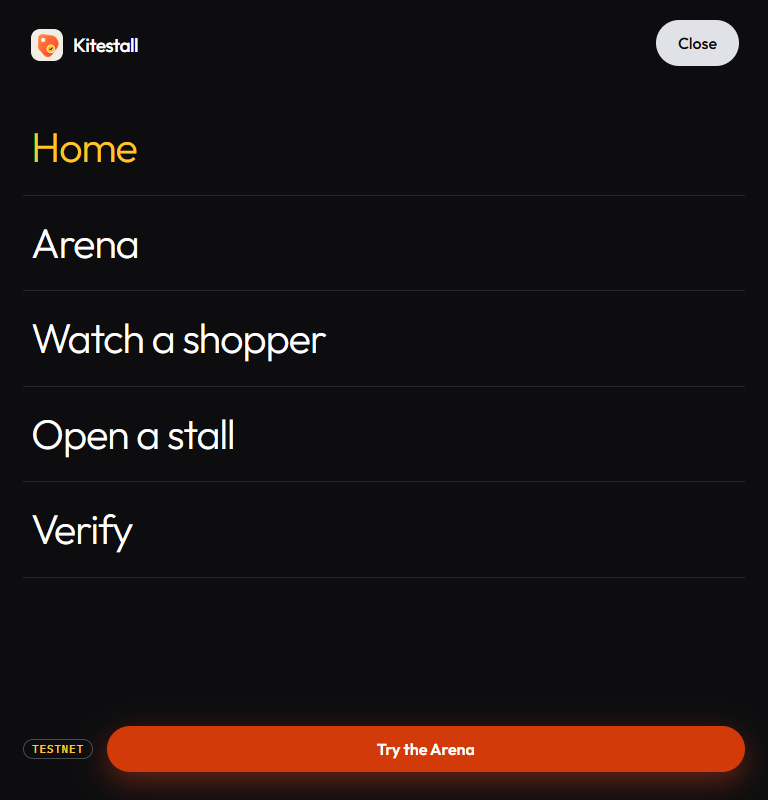 Kitestall
Close
Home
Arena
Watch a shopper
Open a stall
Verify
TESTNET
Try the Arena